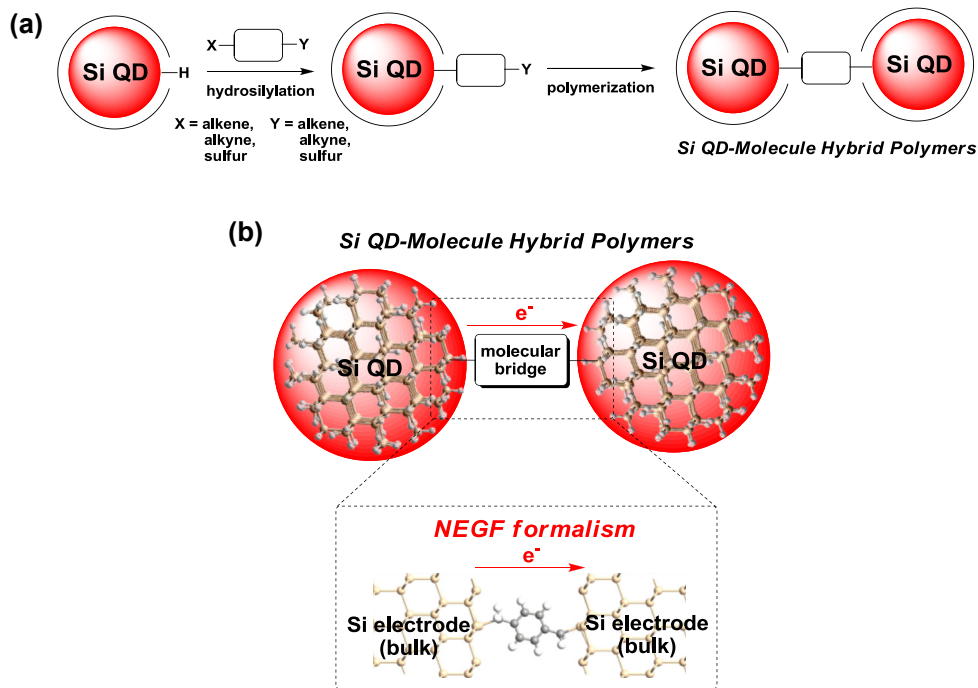 (a)
Si QD
H
X
Y
hydrosilylation
X = alkene,
alkyne,
sulfur
Y = alkene,
alkyne,
sulfur
Si QD
Y
polymerization
Si QD
Si QD
Si QD-Molecule Hybrid Polymers
(b)
Si QD-Molecule Hybrid Polymers
Si QD
e-
molecular
bridge
Si QD
NEGF formalism
e-
Si electrode
(bulk)
Si electrode
(bulk)